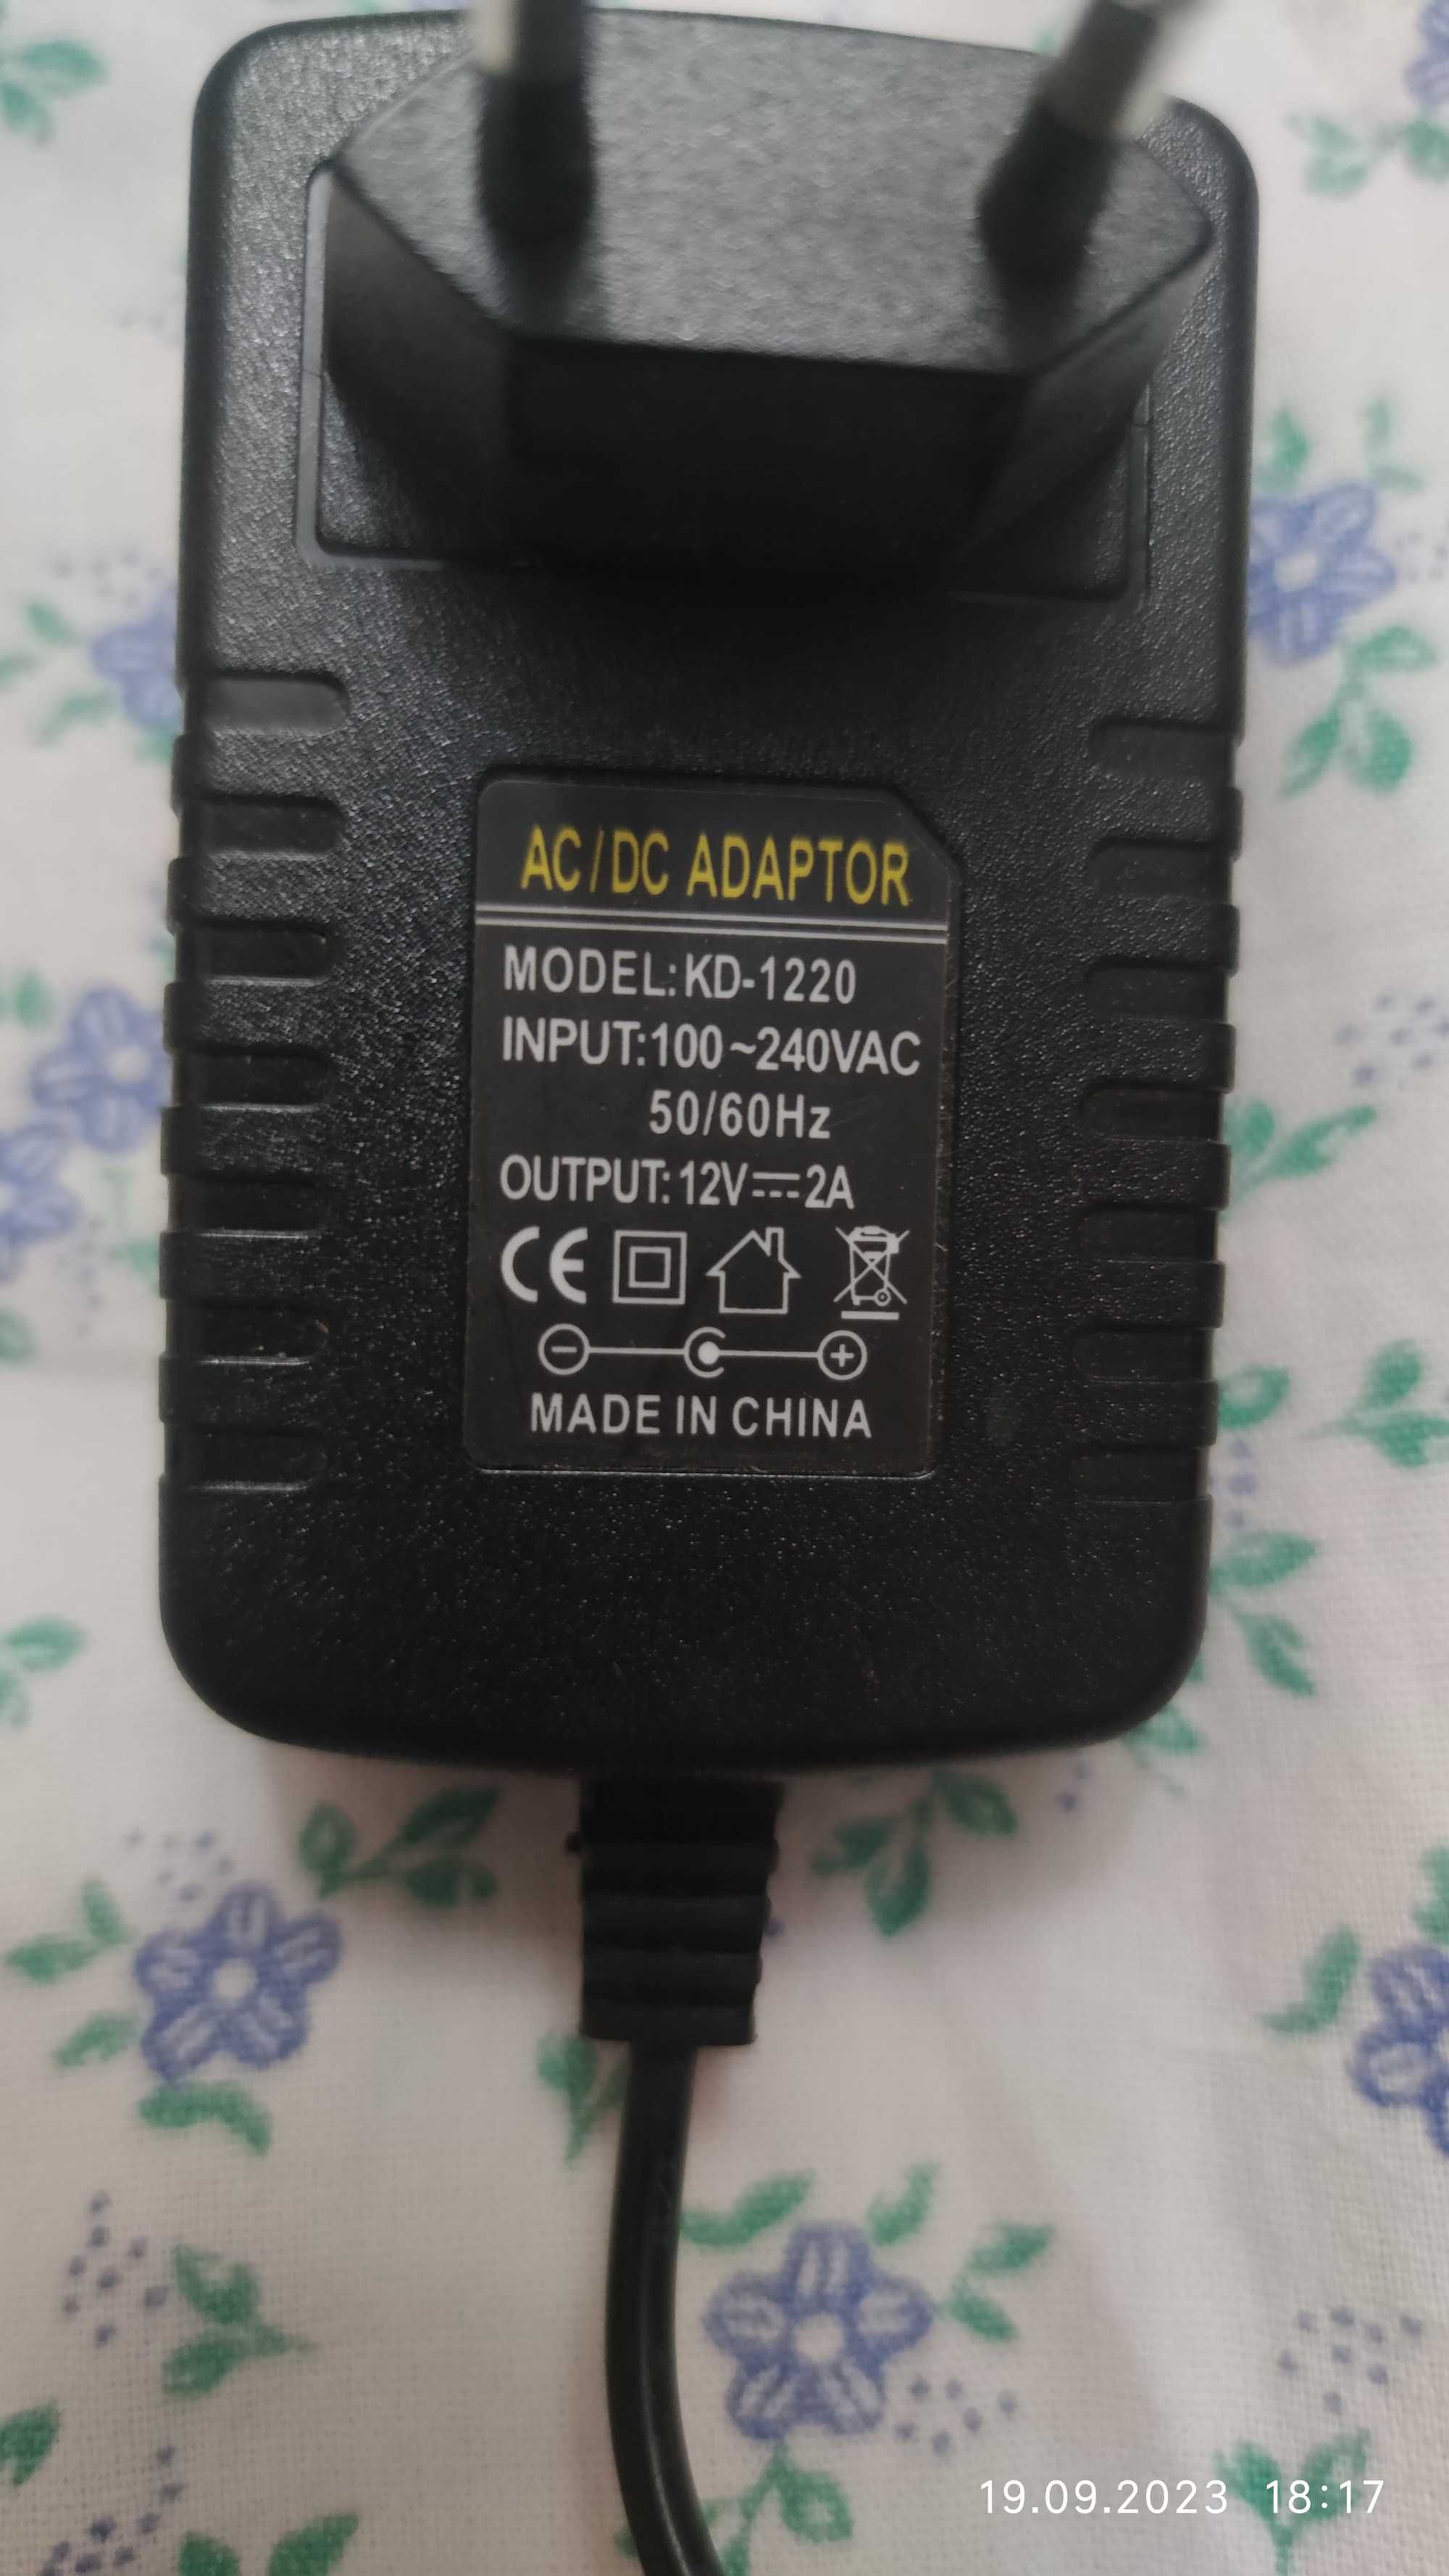 AC/DC ADAPTOR
MODEL:KD-1220
INPUT:100~240VAC
50/60Hz
OUTPUT:12V⎓2A
CE
MADE IN CHINA
19.09.2023 18:17